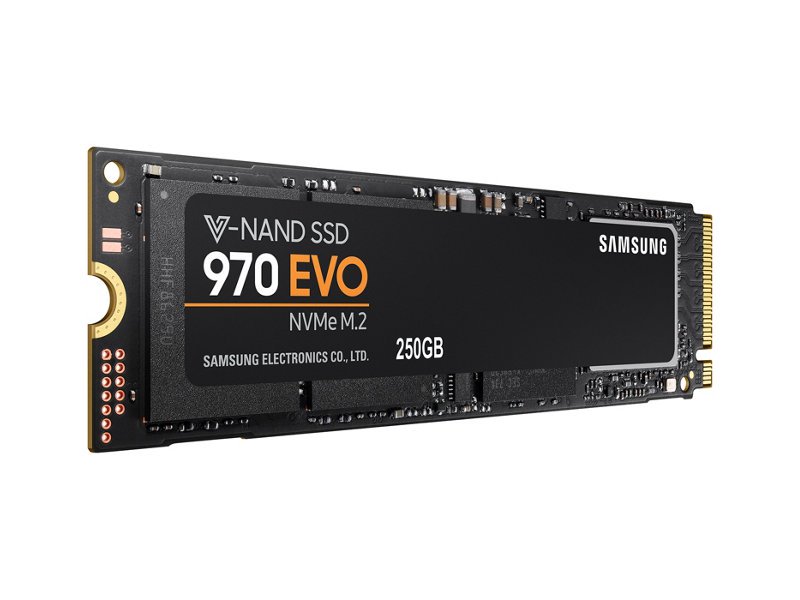 V-NAND SSD
970 EVO
NVMe M.2
SAMSUNG ELECTRONICS CO., LTD.
250GB
SAMSUNG